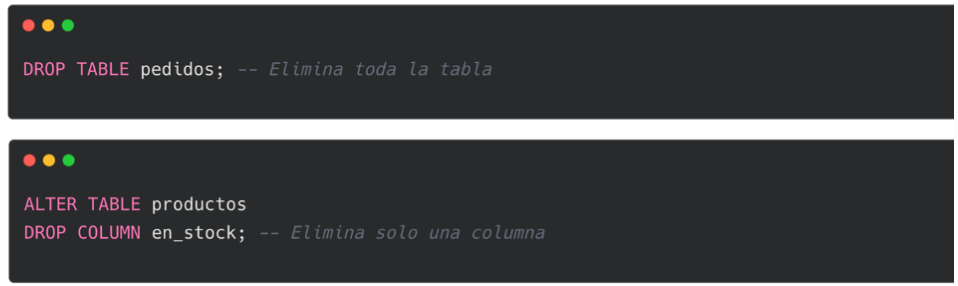 DROP TABLE pedidos; -- Elimina toda la tabla
ALTER TABLE productos
DROP COLUMN en_stock; -- Elimina solo una columna